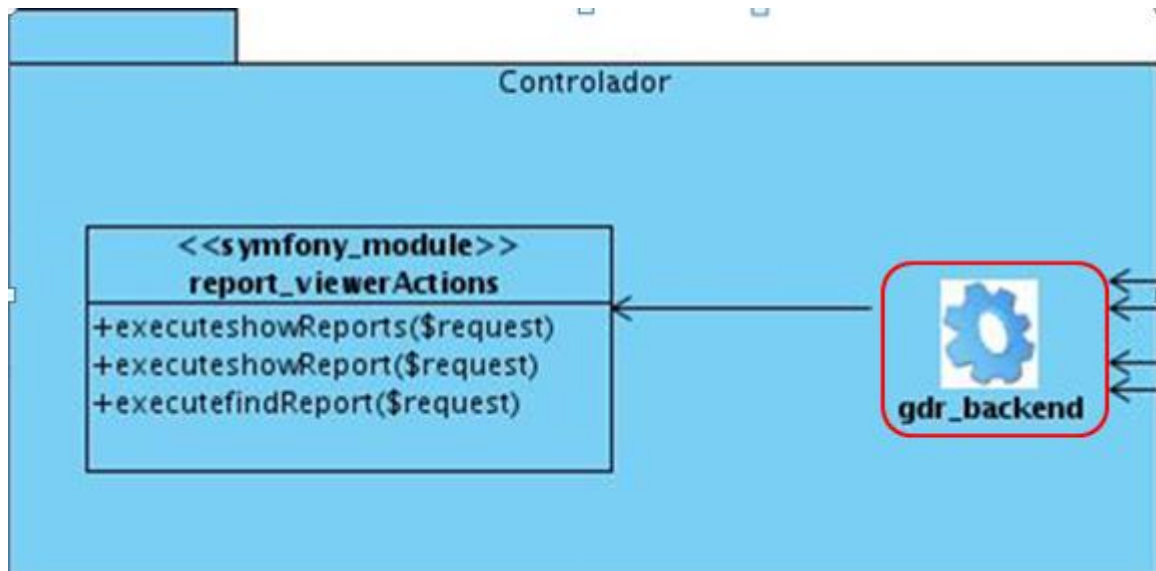 Controlador
<<symfony_module>>
report_viewerActions
+executeshowReports($request)
+executeshowReport($request)
+executefindReport($request)
gdr_backend